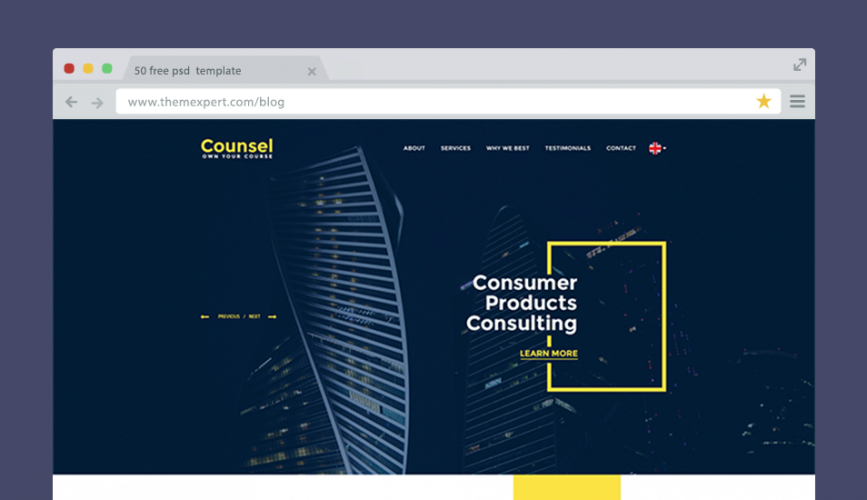 50 free psd template
www.themexpert.com/blog
Counsel
OWN YOUR COURSE
ABOUT SERVICES WHY WE BEST TESTIMONIALS CONTACT
Consumer
Products
Consulting
PREVIOUS / NEXT
LEARN MORE